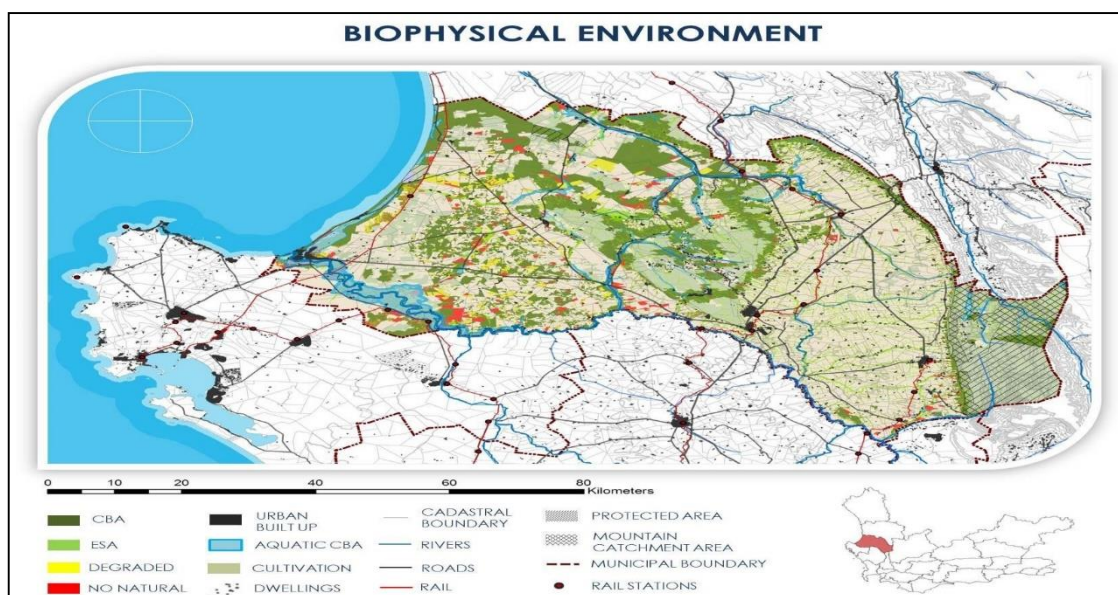 BIOPHYSICAL ENVIRONMENT
0 10 20 40 60 80
Kilometers
CBA
ESA
DEGRADED
NO NATURAL
URBAN
BUILT UP
AQUATIC CBA
CULTIVATION
DWELLINGS
CADASTRAL
BOUNDARY
RIVERS
ROADS
RAIL
PROTECTED AREA
MOUNTAIN
CATCHMENT AREA
MUNICIPAL BOUNDARY
RAIL STATIONS